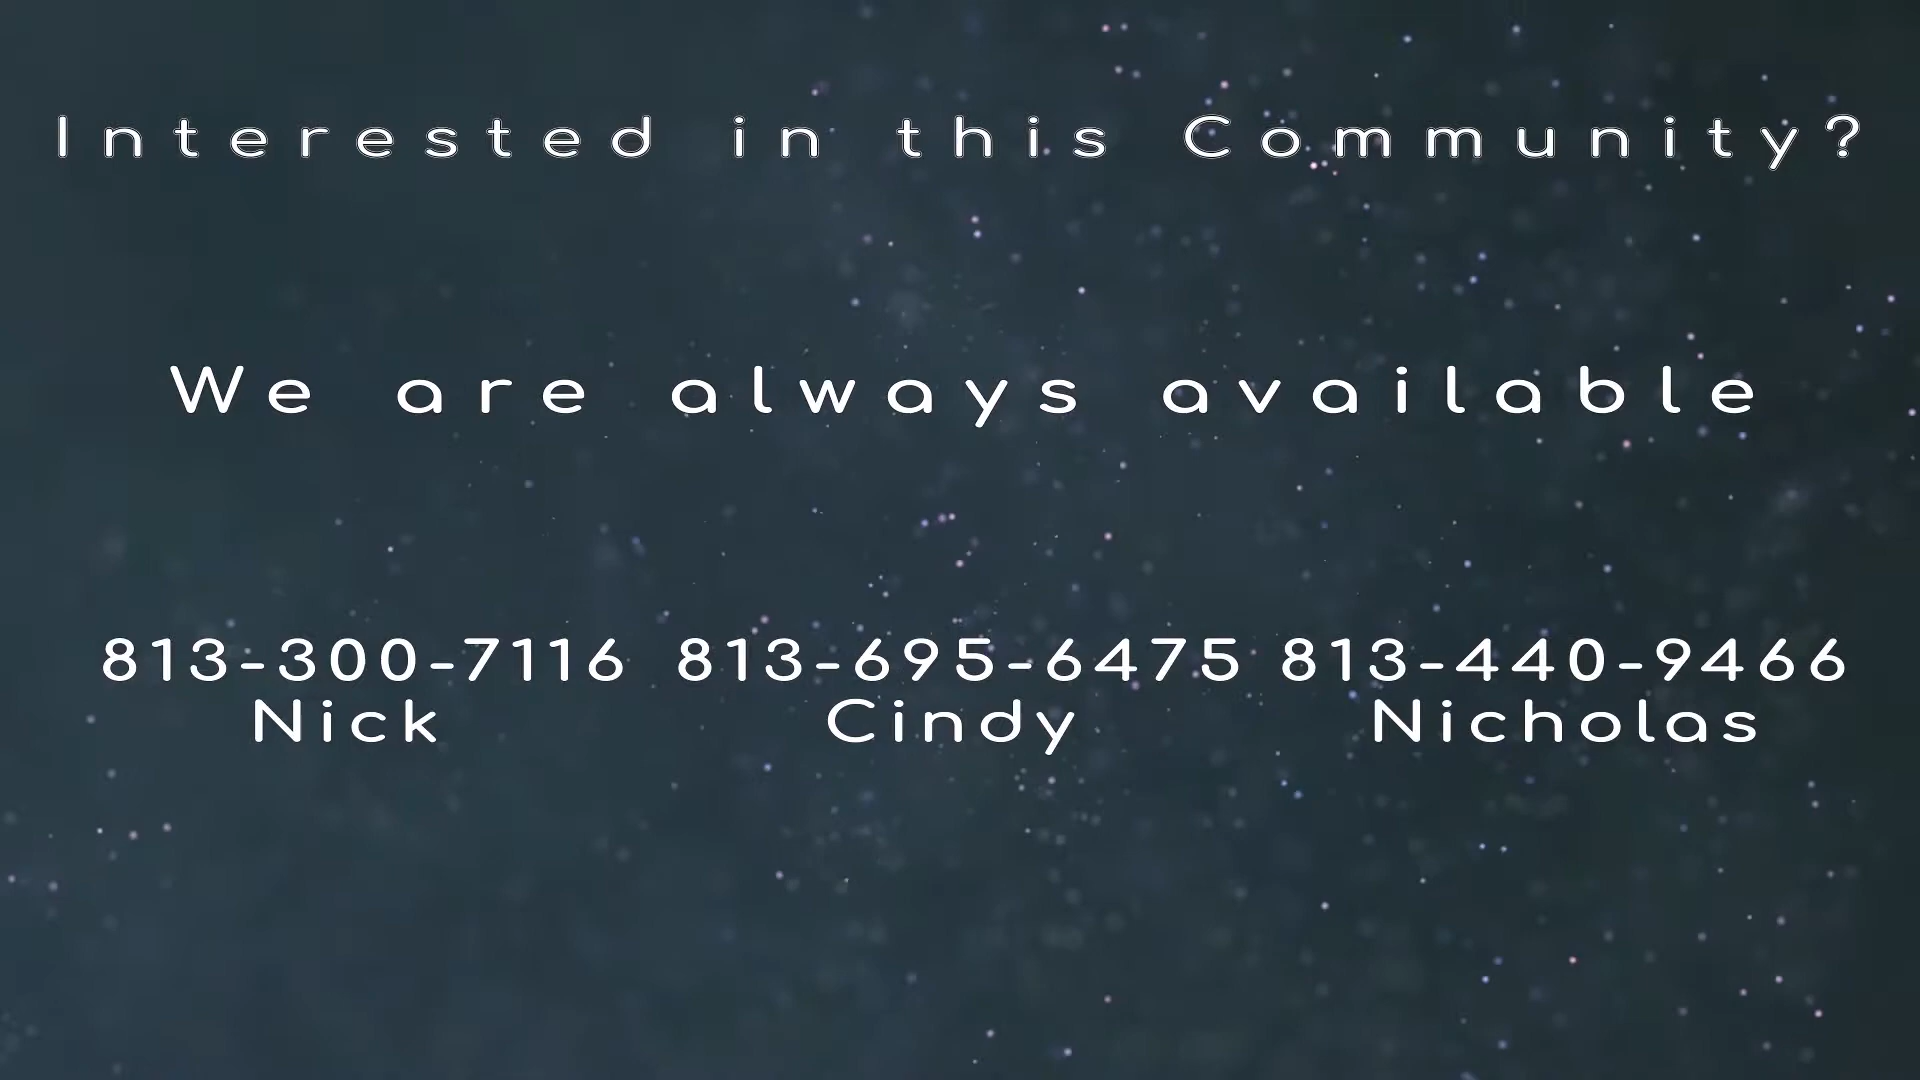 Interested in this Community?
We are always available
813-300-7116 813-695-6475 813-440-9466
Nick Cindy Nicholas